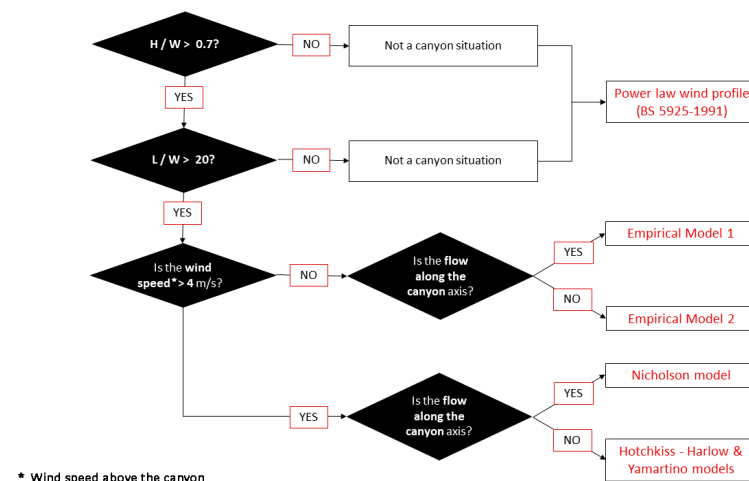 H / W > 0.7?
NO
Not a canyon situation
YES
Power law wind profile
(BS 5925-1991)
L / W > 20?
NO
Not a canyon situation
YES
Is the wind
speed* > 4 m/s?
NO
Is the flow
along the
canyon axis?
YES
Empirical Model 1
NO
Empirical Model 2
YES
Is the flow
along the
canyon axis?
YES
Nicholson model
NO
Hotchkiss - Harlow &
Yamartino models
* Wind speed above the canyon